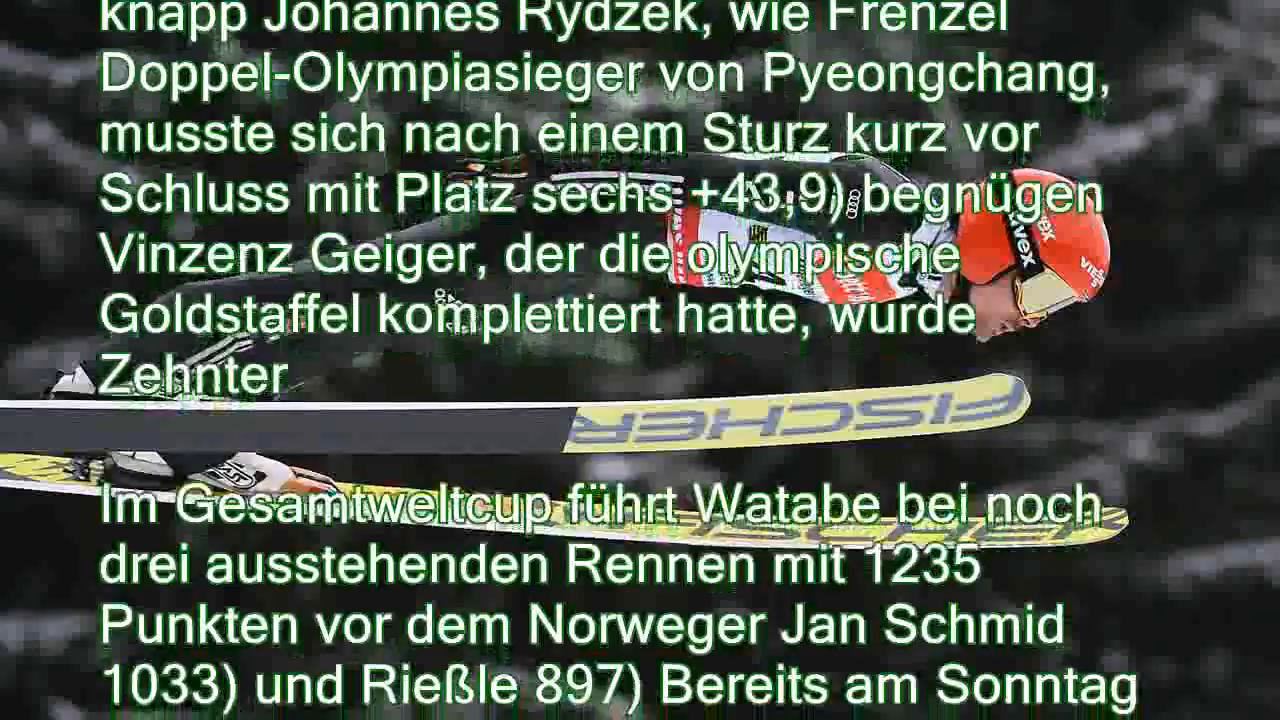 knapp Johannes Rydzek, wie Frenzel
Doppel-Olympiasieger von Pyeongchang,
musste sich nach einem Sturz kurz vor
Schluss mit Platz sechs +43,9) begnügen
Vinzenz Geiger, der die olympische
Goldstaffel komplettiert hatte, wurde
Zehnter
FISCHER
Im Gesamtweltcup führt Watabe bei noch
drei ausstehenden Rennen mit 1235
Punkten vor dem Norweger Jan Schmid
1033) und Rießle 897) Bereits am Sonntag